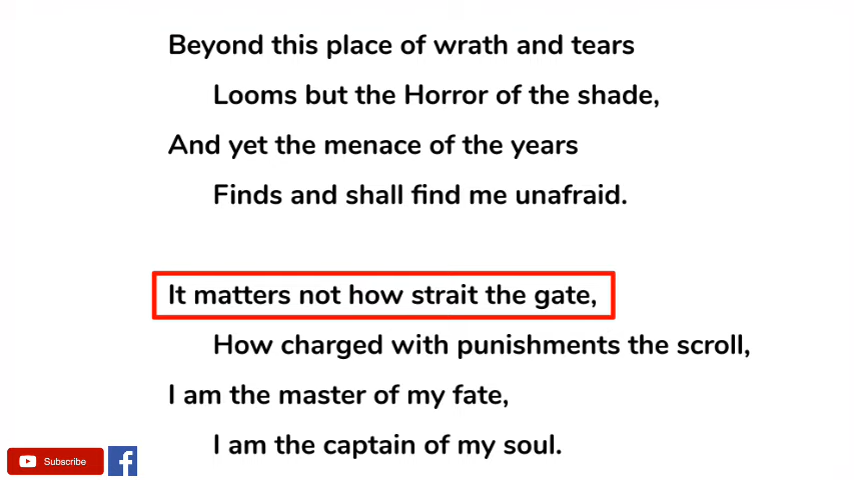 Beyond this place of wrath and tears
Looms but the Horror of the shade,
And yet the menace of the years
Finds and shall find me unafraid.
It matters not how strait the gate,
How charged with punishments the scroll,
I am the master of my fate,
I am the captain of my soul.
Subscribe
f